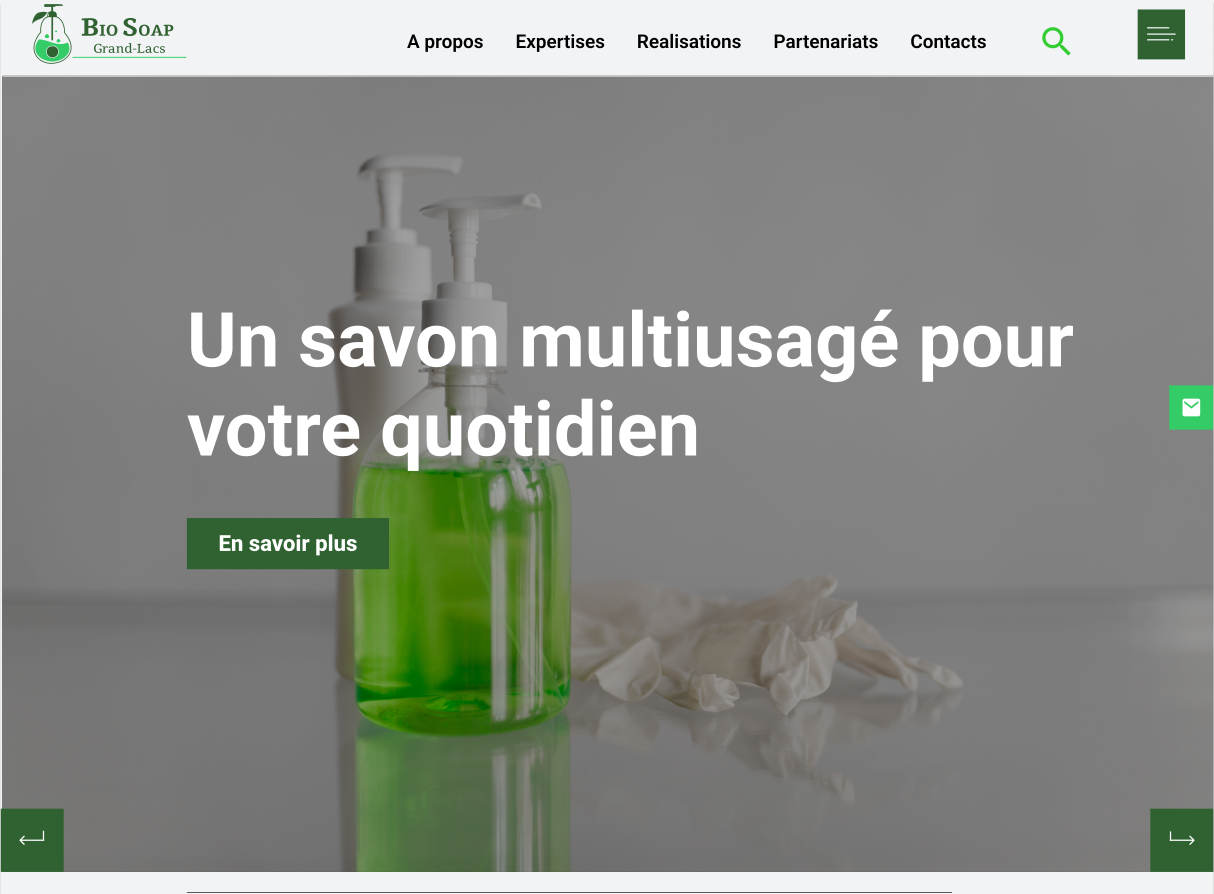 Bio Soap
Grand-Lacs
A propos
Expertises
Realisations
Partenariats
Contacts
Un savon multiusagé pour
votre quotidien
En savoir plus